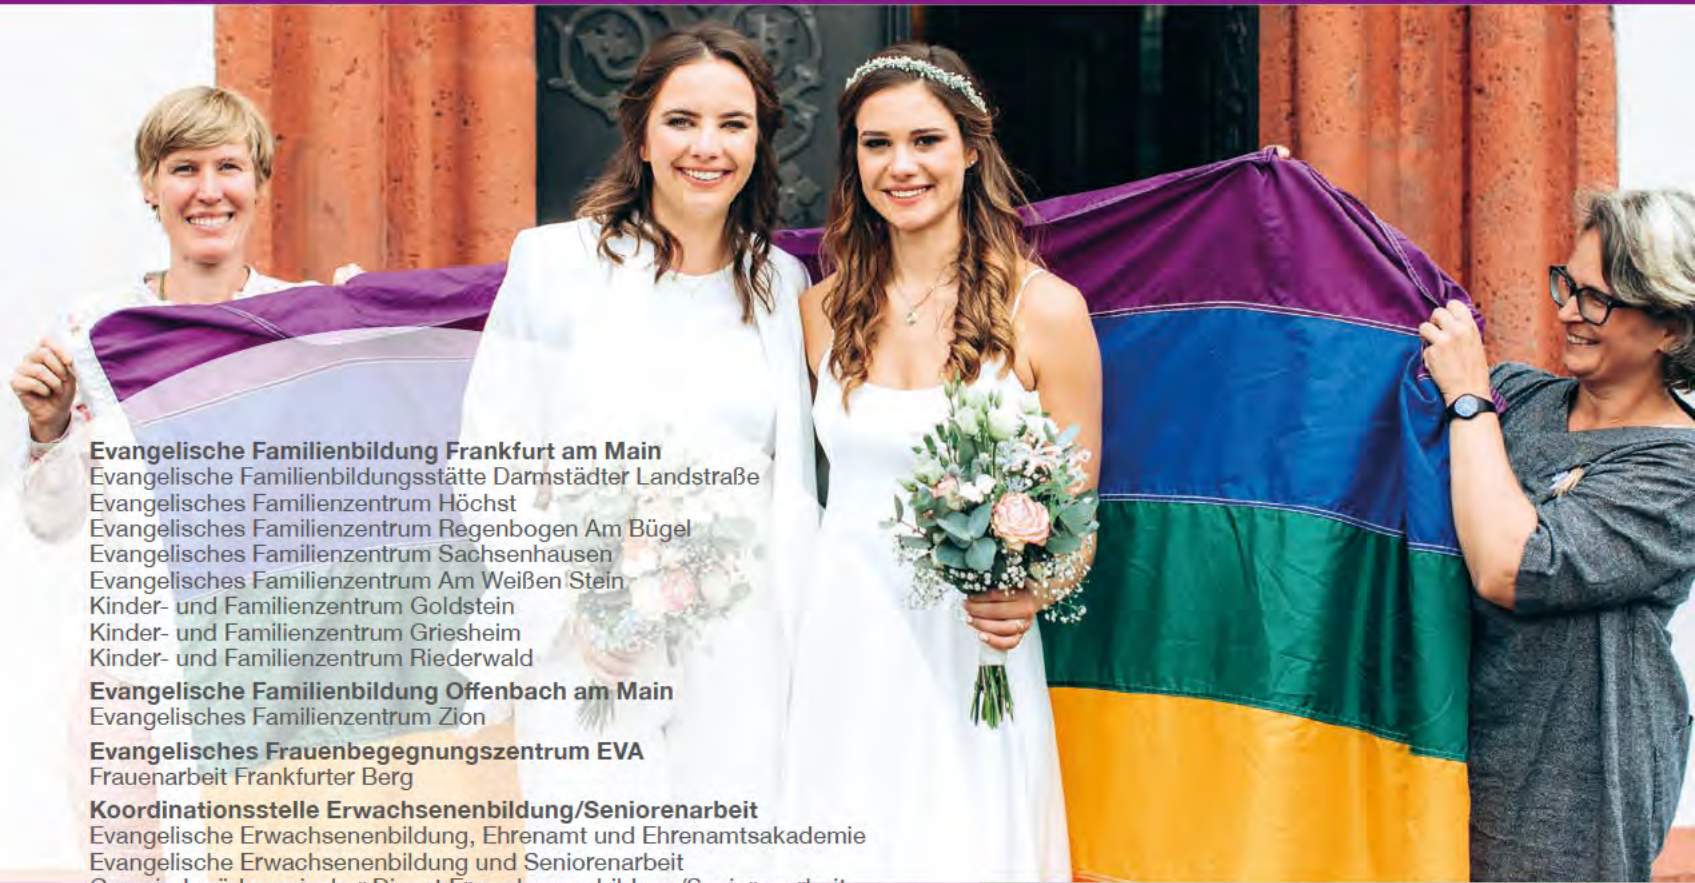 Evangelische Familienbildung Frankfurt am Main
Evangelische Familienbildungsstätte Darmstädter Landstraße
Evangelisches Familienzentrum Höchst
Evangelisches Familienzentrum Regenbogen Am Bügel
Evangelisches Familienzentrum Sachsenhausen
Evangelisches Familienzentrum Am Weißen Stein
Kinder- und Familienzentrum Goldstein
Kinder- und Familienzentrum Griesheim
Kinder- und Familienzentrum Riederwald
Evangelische Familienbildung Offenbach am Main
Evangelisches Familienzentrum Zion
Evangelisches Frauenbegegnungszentrum EVA
Frauenarbeit Frankfurter Berg
Koordinationsstelle Erwachsenenbildung/Seniorenarbeit
Evangelische Erwachsenenbildung, Ehrenamt und Ehrenamtsakademie
Evangelische Erwachsenenbildung und Seniorenarbeit